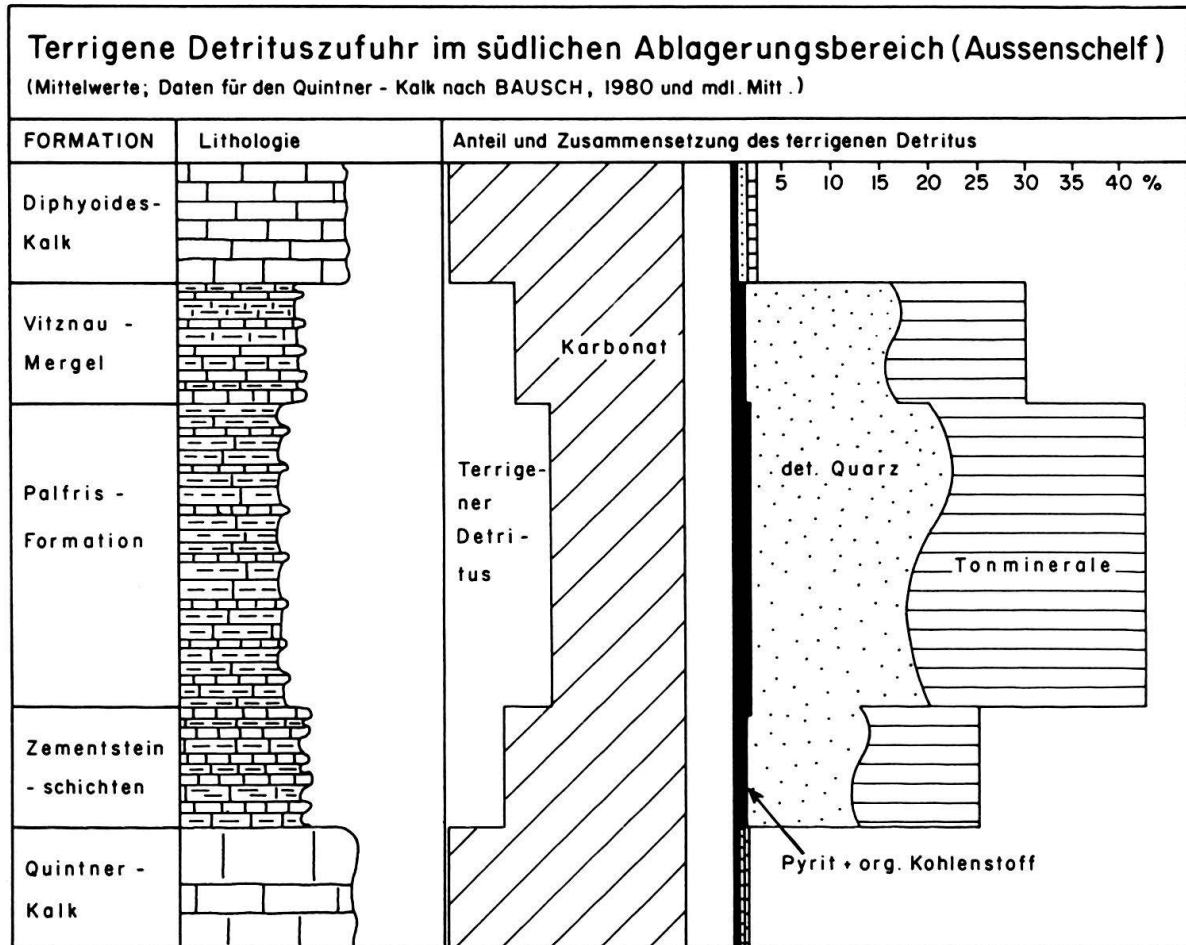 Terrigene Detrituszufuhr im südlichen Ablagerungsbereich (Aussenschelf)
(Mittelwerte; Daten für den Quintner - Kalk nach BAUSCH, 1980 und mdl. Mitt.)
FORMATION
Lithologie
Anteil und Zusammensetzung des terrigenen Detritus
5 10 15 20 25 30 35 40 %
Diphyoides-
Kalk
Vitznau -
Mergel
Karbonat
Palfris -
Formation
Terrige-
ner
Detri-
tus
det. Quarz
Tonminerale
Zementstein
- schichten
Pyrit + org. Kohlenstoff
Quintner -
Kalk